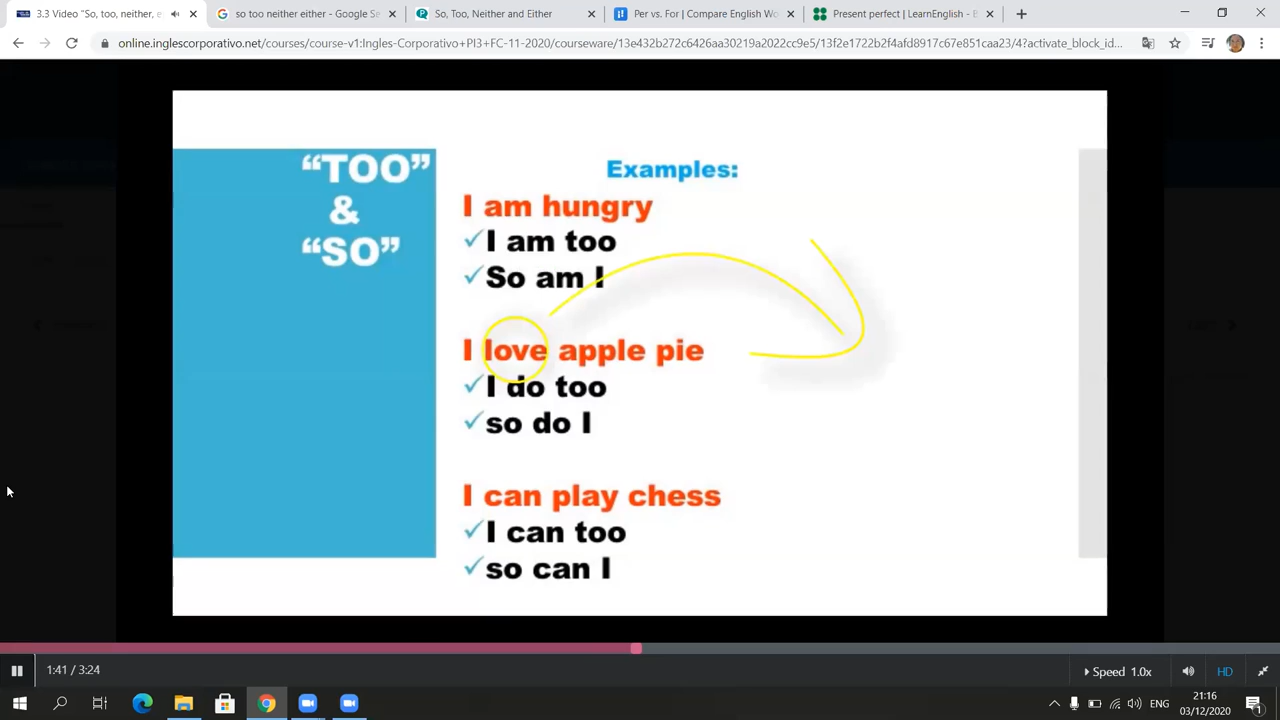 3.3 Video "So, too, neither, e
so too neither either - Google Se
So, Too, Neither and Either
Per vs. For | Compare English Wo
Present perfect | LearnEnglish - B
online.inglescorporativo.net/courses/course-v1:Ingles-Corporativo+PI3+FC-11-2020/courseware/13e432b272c6426aa30219a2022cc9e5/13f2e1722b2f4afd8917c67e851caa23/4?activate_block_id...
“TOO”
&
“SO”
Examples:
I am hungry
I am too
So am I
I love apple pie
I do too
so do I
I can play chess
I can too
so can I
1:41 / 3:24
Speed 1.0x
HD
ENG
21:16
03/12/2020